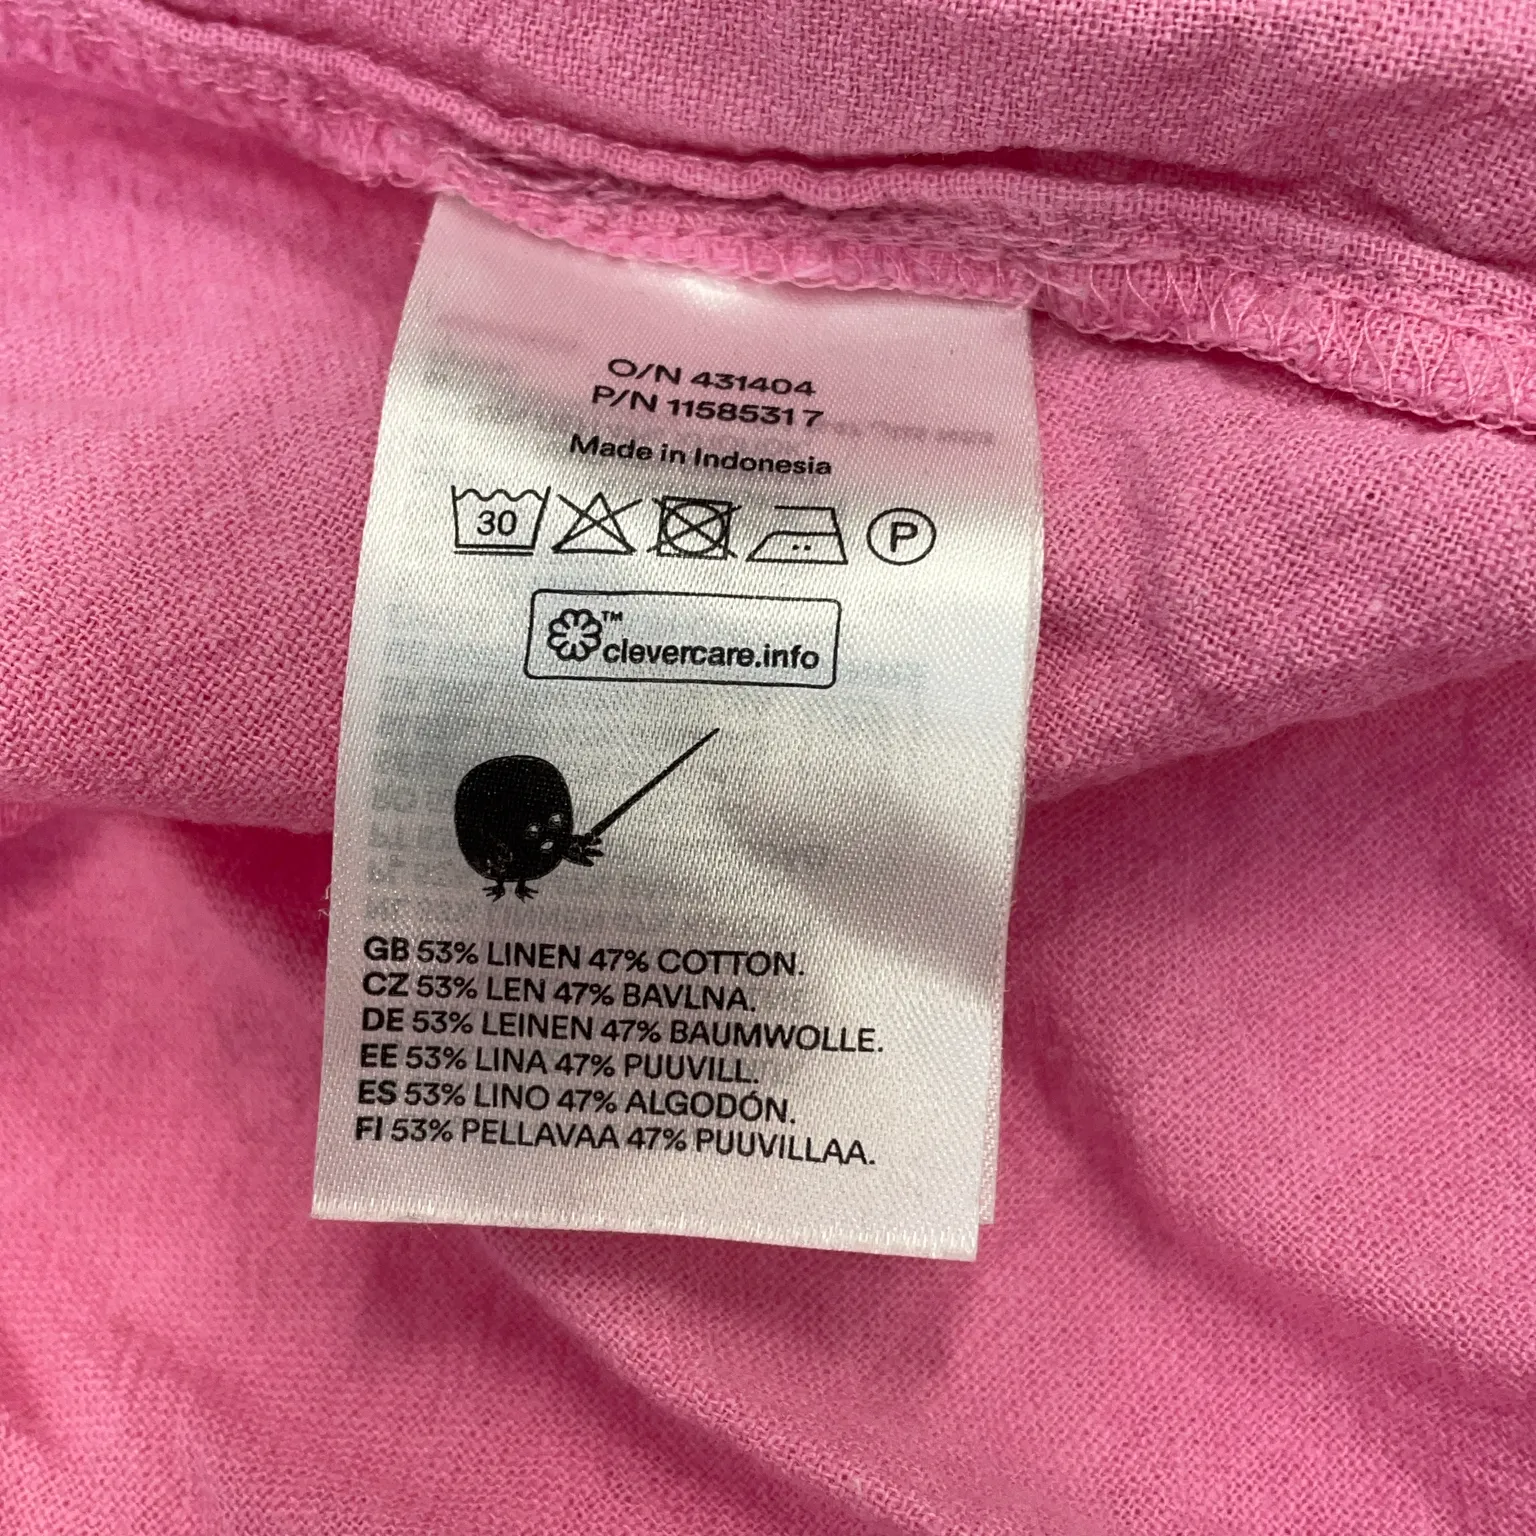 O/N 431404
P/N 11585317
Made in Indonesia
30
P
™
clevercare.info
GB 53% LINEN 47% COTTON.
CZ 53% LEN 47% BAVLNA.
DE 53% LEINEN 47% BAUMWOLLE.
EE 53% LINA 47% PUUVILL.
ES 53% LINO 47% ALGODÓN.
FI 53% PELLAVAA 47% PUUVILLAA.